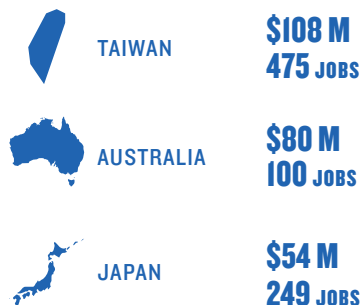 TAIWAN
$108 M
475 JOBS
AUSTRALIA
$80 M
100 JOBS
JAPAN
$54 M
249 JOBS